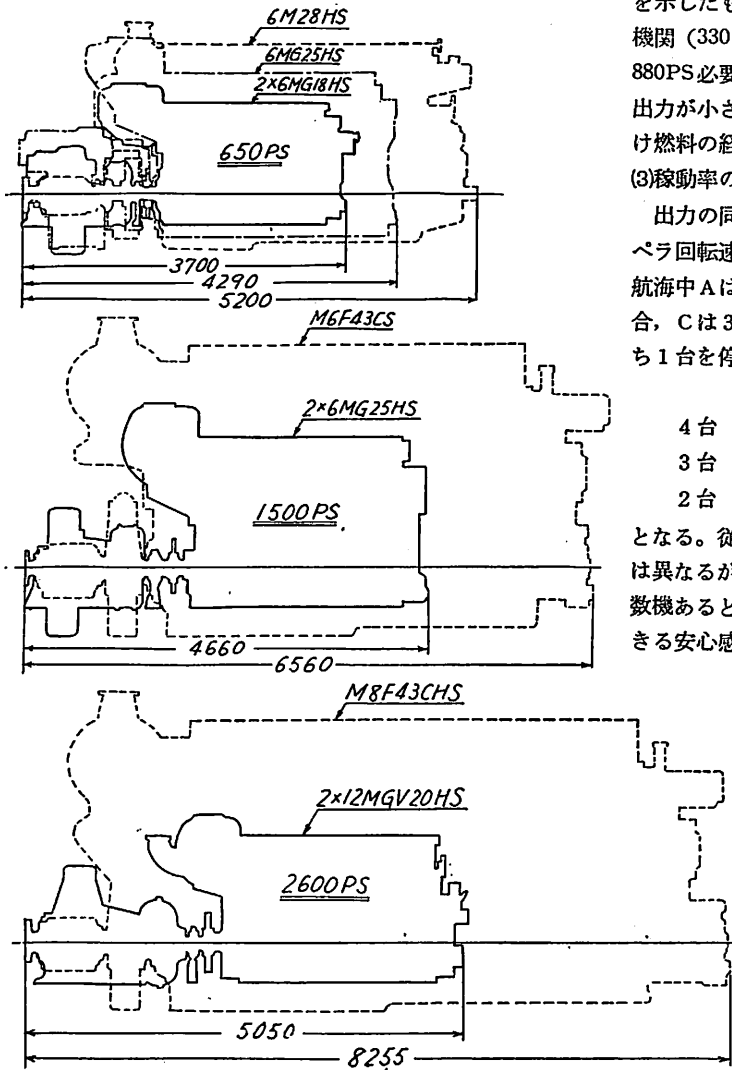 6M28HS
6MG25HS
2×6MG18HS
650PS
3700
4290
5200
M6F43CS
2×6MG25HS
1500PS
4660
6560
M8F43CHS
2×12MGV20HS
2600PS
5050
8255
を示したも
機関（330
880PS必要
出力が小さ
け燃料の経
(3)稼動率の
出力の同
ペラ回転速
航海中Aは
合，Cは3
ち1台を停
4台
3台
2台
となる。従
は異なるが
数機あると
きる安心感